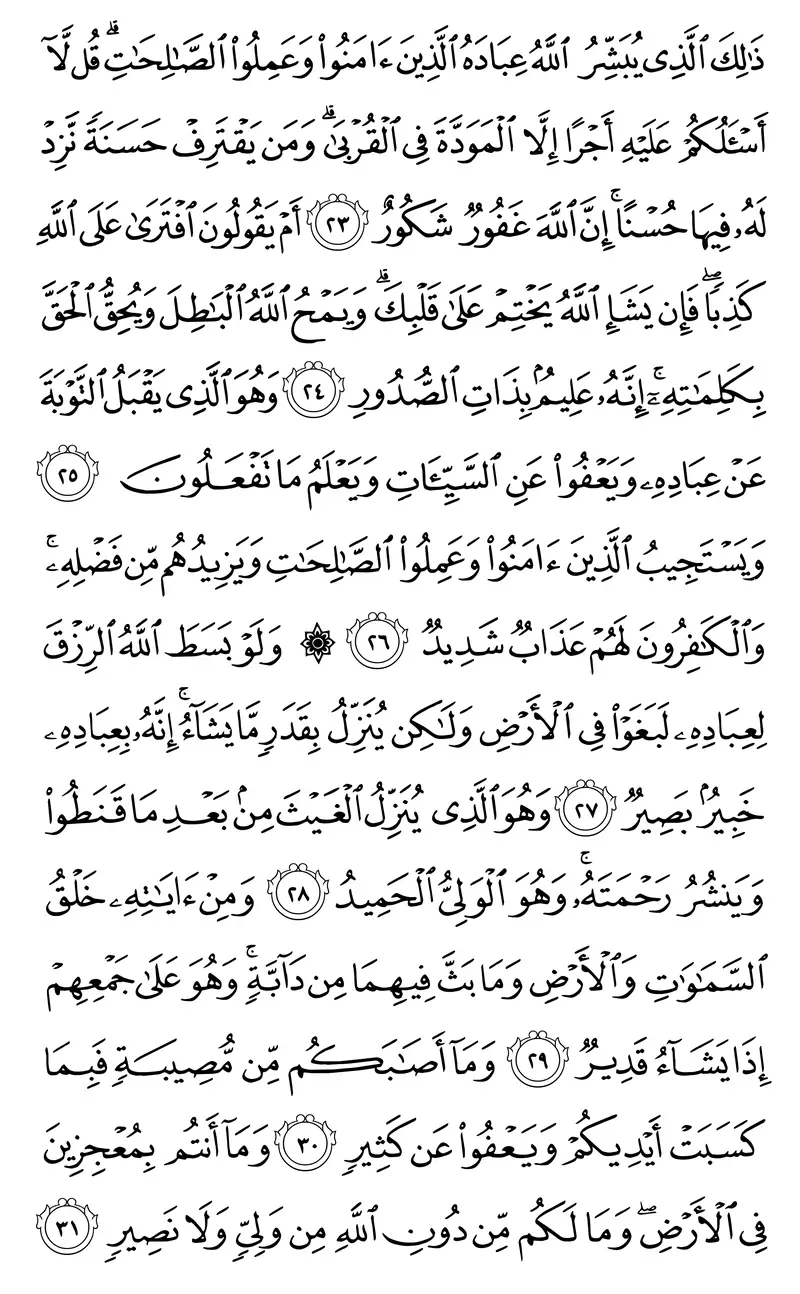 ذَٰلِكَ ٱلَّذِى يُبَشِّرُ ٱللَّهُ عِبَادَهُ ٱلَّذِينَ ءَامَنُوا۟ وَعَمِلُوا۟ ٱلصَّٰلِحَٰتِ ۗ قُل لَّآ
أَسْـَٔلُكُمْ عَلَيْهِ أَجْرًا إِلَّا ٱلْمَوَدَّةَ فِى ٱلْقُرْبَىٰ ۗ وَمَن يَقْتَرِفْ حَسَنَةً نَّزِدْ
لَهُۥ فِيهَا حُسْنًا ۚ إِنَّ ٱللَّهَ غَفُورٌ شَكُورٌ ٢٣ أَمْ يَقُولُونَ ٱفْتَرَىٰ عَلَى ٱللَّهِ
كَذِبًا ۖ فَإِن يَشَإِ ٱللَّهُ يَخْتِمْ عَلَىٰ قَلْبِكَ ۗ وَيَمْحُ ٱللَّهُ ٱلْبَٰطِلَ وَيُحِقُّ ٱلْحَقَّ
بِكَلِمَٰتِهِۦٓ ۚ إِنَّهُۥ عَلِيمٌۢ بِذَاتِ ٱلصُّدُورِ ٢٤ وَهُوَ ٱلَّذِى يَقْبَلُ ٱلتَّوْبَةَ
عَنْ عِبَادِهِۦ وَيَعْفُوا۟ عَنِ ٱلسَّيِّـَٔاتِ وَيَعْلَمُ مَا تَفْعَلُونَ ٢٥
وَيَسْتَجِيبُ ٱلَّذِينَ ءَامَنُوا۟ وَعَمِلُوا۟ ٱلصَّٰلِحَٰتِ وَيَزِيدُهُم مِّن فَضْلِهِۦ ۚ
وَٱلْكَٰفِرُونَ لَهُمْ عَذَابٌ شَدِيدٌ ٢٦ ۞ وَلَوْ بَسَطَ ٱللَّهُ ٱلرِّزْقَ
لِعِبَادِهِۦ لَبَغَوْا۟ فِى ٱلْأَرْضِ وَلَٰكِن يُنَزِّلُ بِقَدَرٍ مَّا يَشَآءُ ۚ إِنَّهُۥ بِعِبَادِهِۦ
خَبِيرٌۢ بَصِيرٌ ٢٧ وَهُوَ ٱلَّذِى يُنَزِّلُ ٱلْغَيْثَ مِنۢ بَعْدِ مَا قَنَطُوا۟
وَيَنشُرُ رَحْمَتَهُۥ ۚ وَهُوَ ٱلْوَلِىُّ ٱلْحَمِيدُ ٢٨ وَمِنْ ءَايَٰتِهِۦ خَلْقُ
ٱلسَّمَٰوَٰتِ وَٱلْأَرْضِ وَمَا بَثَّ فِيهِمَا مِن دَآبَّةٍ ۚ وَهُوَ عَلَىٰ جَمْعِهِمْ
إِذَا يَشَآءُ قَدِيرٌ ٢٩ وَمَآ أَصَٰبَكُم مِّن مُّصِيبَةٍ فَبِمَا
كَسَبَتْ أَيْدِيكُمْ وَيَعْفُوا۟ عَن كَثِيرٍ ٣٠ وَمَآ أَنتُم بِمُعْجِزِينَ
فِى ٱلْأَرْضِ ۖ وَمَا لَكُم مِّن دُونِ ٱللَّهِ مِن وَلِىٍّ وَلَا نَصِيرٍ ٣١